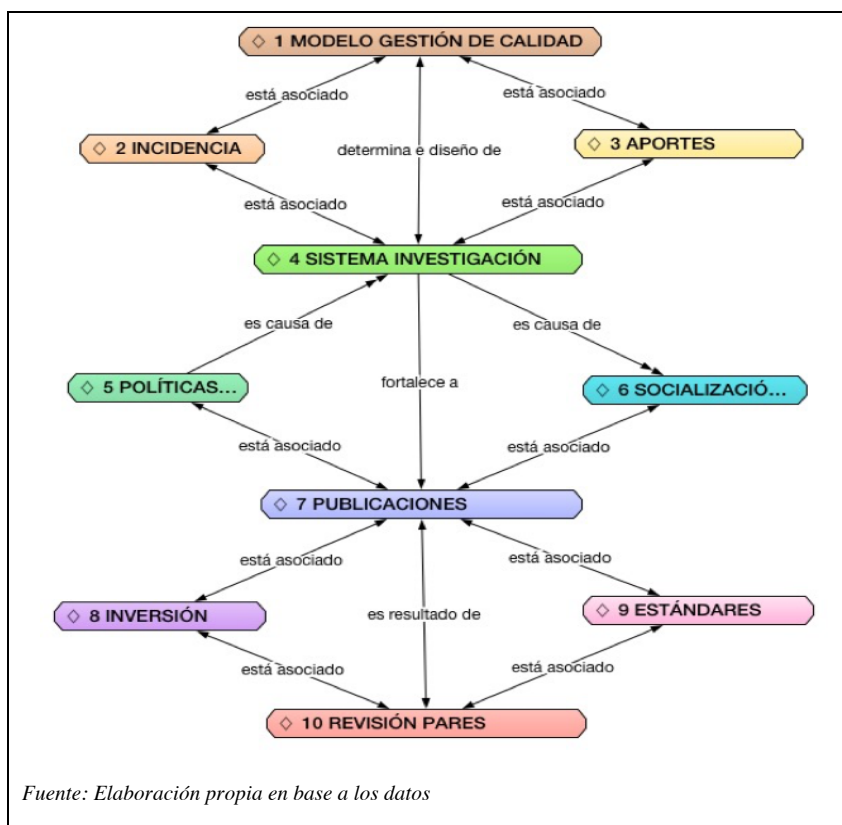 ◇ 1 MODELO GESTIÓN DE CALIDAD
está asociado
está asociado
◇ 2 INCIDENCIA
determina e diseño de
◇ 3 APORTES
está asociado
está asociado
◇ 4 SISTEMA INVESTIGACIÓN
es causa de
es causa de
◇ 5 POLÍTICAS...
fortalece a
◇ 6 SOCIALIZACIÓ...
está asociado
está asociado
◇ 7 PUBLICACIONES
está asociado
está asociado
◇ 8 INVERSIÓN
es resultado de
◇ 9 ESTÁNDARES
está asociado
está asociado
◇ 10 REVISIÓN PARES
Fuente: Elaboración propia en base a los datos